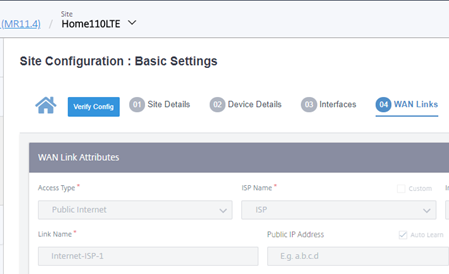 Site
(MR11.4) / Home110LTE
Site Configuration : Basic Settings
Verify Config 01 Site Details 02 Device Details 03 Interfaces 04 WAN Links
WAN Link Attributes
Access Type * ISP Name * Custom
Public Internet ISP
Link Name * Public IP Address Auto Learn
Internet-ISP-1 E.g. a.b.c.d